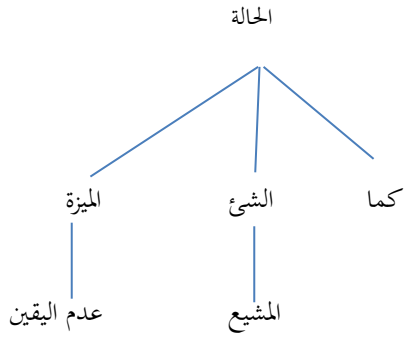 الحالة
كما الشئ الميزة
المشيع عدم اليقين